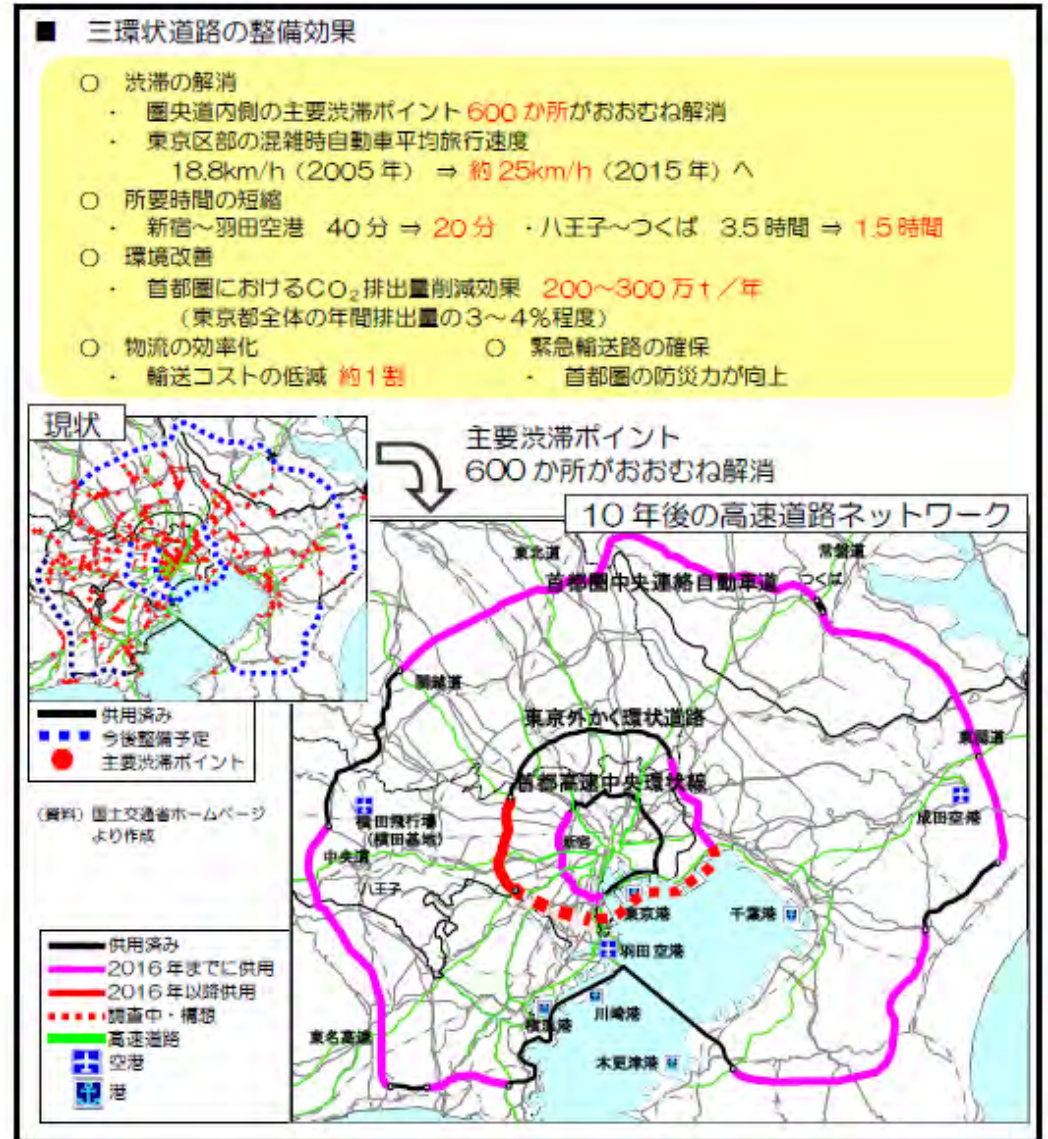 ■ 三環状道路の整備効果
○ 渋滞の解消
・ 圏央道内側の主要渋滞ポイント600か所がおおむね解消
・ 東京区部の混雑時自動車平均旅行速度
18.8km/h（2005年） ⇒ 約25km/h（2015年）へ
○ 所要時間の短縮
・ 新宿～羽田空港 40分 ⇒ 20分 ・八王子～つくば 3.5時間 ⇒ 1.5時間
○ 環境改善
・ 首都圏におけるCO₂排出量削減効果 200～300万t／年
（東京都全体の年間排出量の3～4％程度）
○ 物流の効率化 ○ 緊急輸送路の確保
・ 輸送コストの低減 約1割 ・ 首都圏の防災力が向上
現状
主要渋滞ポイント
600か所がおおむね解消
10年後の高速道路ネットワーク
供用済み
今後整備予定
主要渋滞ポイント
（資料）国土交通省ホームページ
より作成
東北道
常磐道
首都圏中央連絡自動車道
つくば
関越道
東京外かく環状道路
東関道
首都高速中央環状線
成田空港
横田飛行場
（横田基地）
新宿
中央道
八王子
東京港
千葉港
羽田空港
川崎港
横浜港
東名高速
木更津港
供用済み
2016年までに供用
2016年以降供用
調査中・構想
高速道路
空港
港